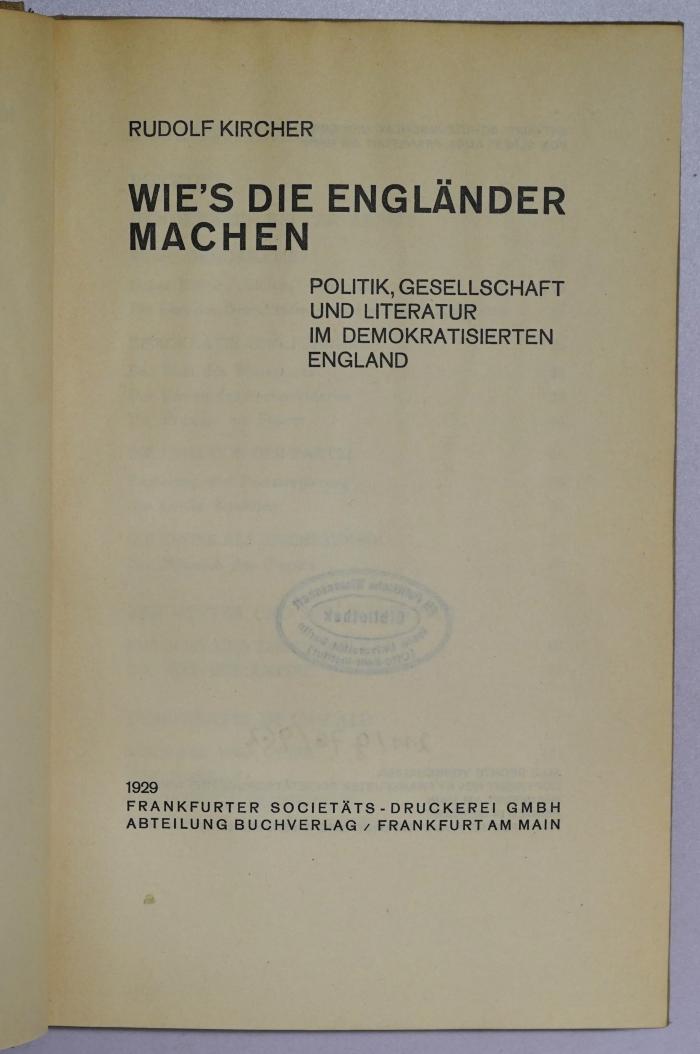 RUDOLF KIRCHER
WIE'S DIE ENGLÄNDER
MACHEN
POLITIK, GESELLSCHAFT
UND LITERATUR
IM DEMOKRATISIERTEN
ENGLAND
Bibliothek
1929
FRANKFURTER SOCIETÄTS-DRUCKEREI GMBH
ABTEILUNG BUCHVERLAG / FRANKFURT AM MAIN